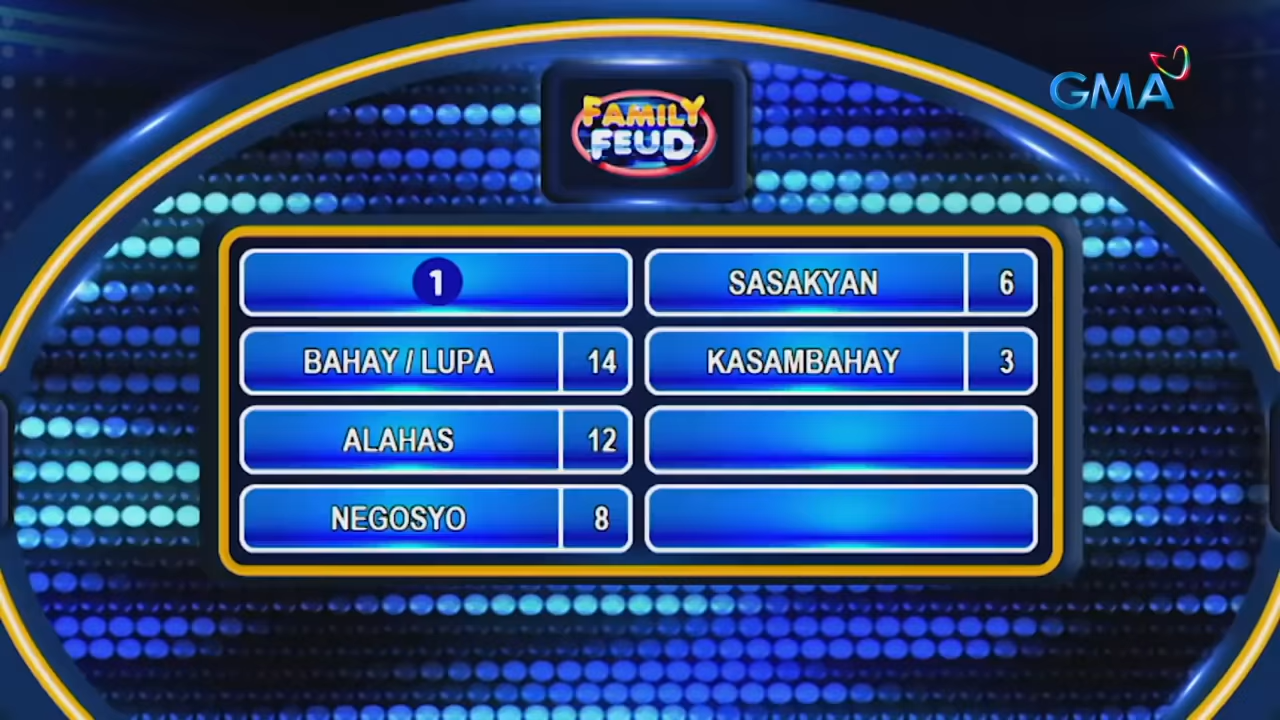 GMA
FAMILY
FEUD
1
BAHAY / LUPA 14
ALAHAS 12
NEGOSYO 8
SASAKYAN 6
KASAMBAHAY 3